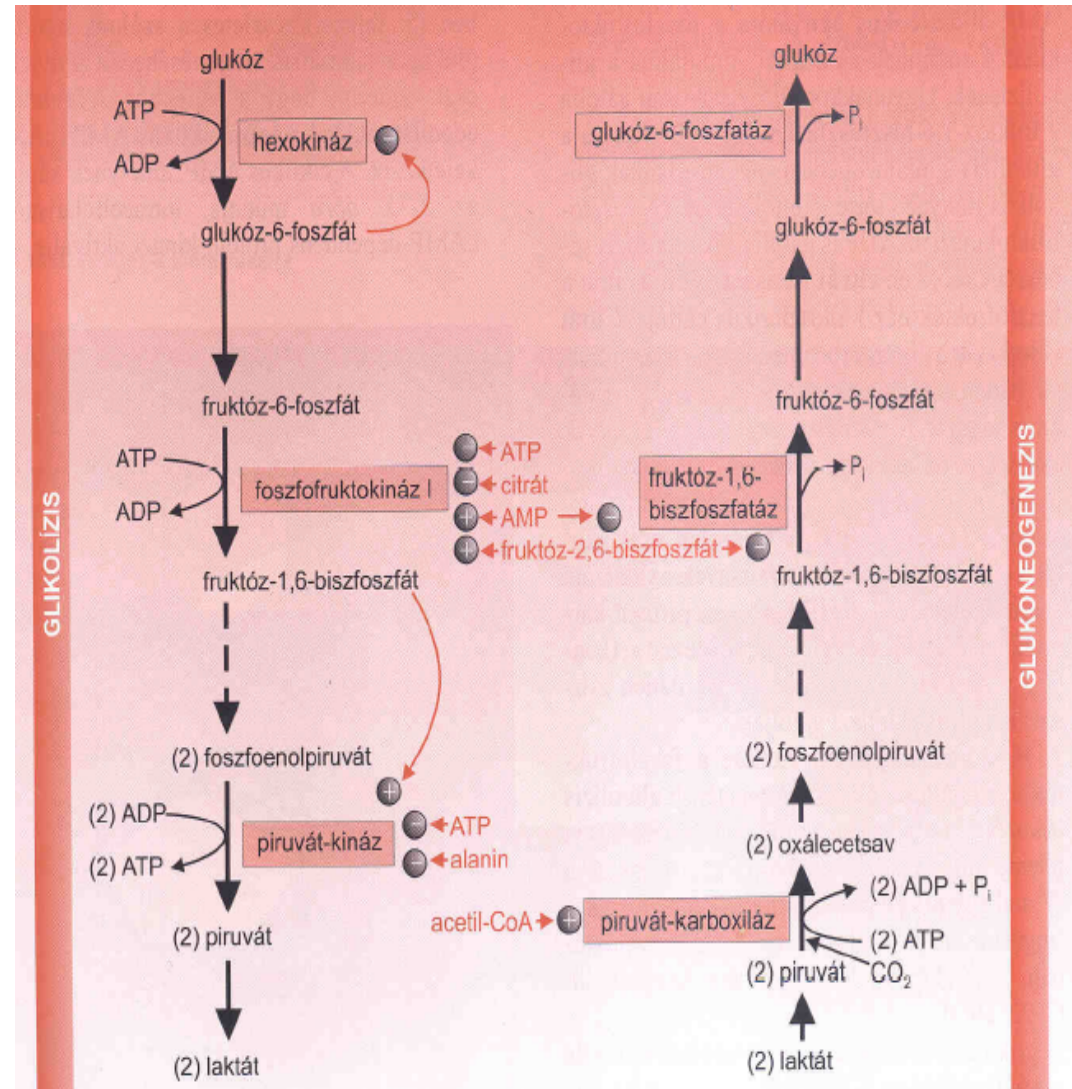 GLIKOLÍZIS
glukóz
ATP
ADP
hexokináz
-
glukóz-6-foszfát
fruktóz-6-foszfát
ATP
ADP
foszfofruktokináz I
- ATP
- citrát
+ AMP -
+ fruktóz-2,6-biszfoszfát -
fruktóz-1,6-biszfoszfát
(2) foszfoenolpiruvát
+
(2) ADP
(2) ATP
piruvát-kináz
- ATP
- alanin
(2) piruvát
(2) laktát
glukóz
Pi
glukóz-6-foszfatáz
glukóz-6-foszfát
fruktóz-6-foszfát
fruktóz-1,6-
biszfoszfatáz
Pi
fruktóz-1,6-biszfoszfát
(2) foszfoenolpiruvát
(2) oxálecetsav
(2) ADP + Pi
acetil-CoA +
piruvát-karboxiláz
(2) ATP
CO2
(2) piruvát
(2) laktát
GLUKONEOGENEZIS